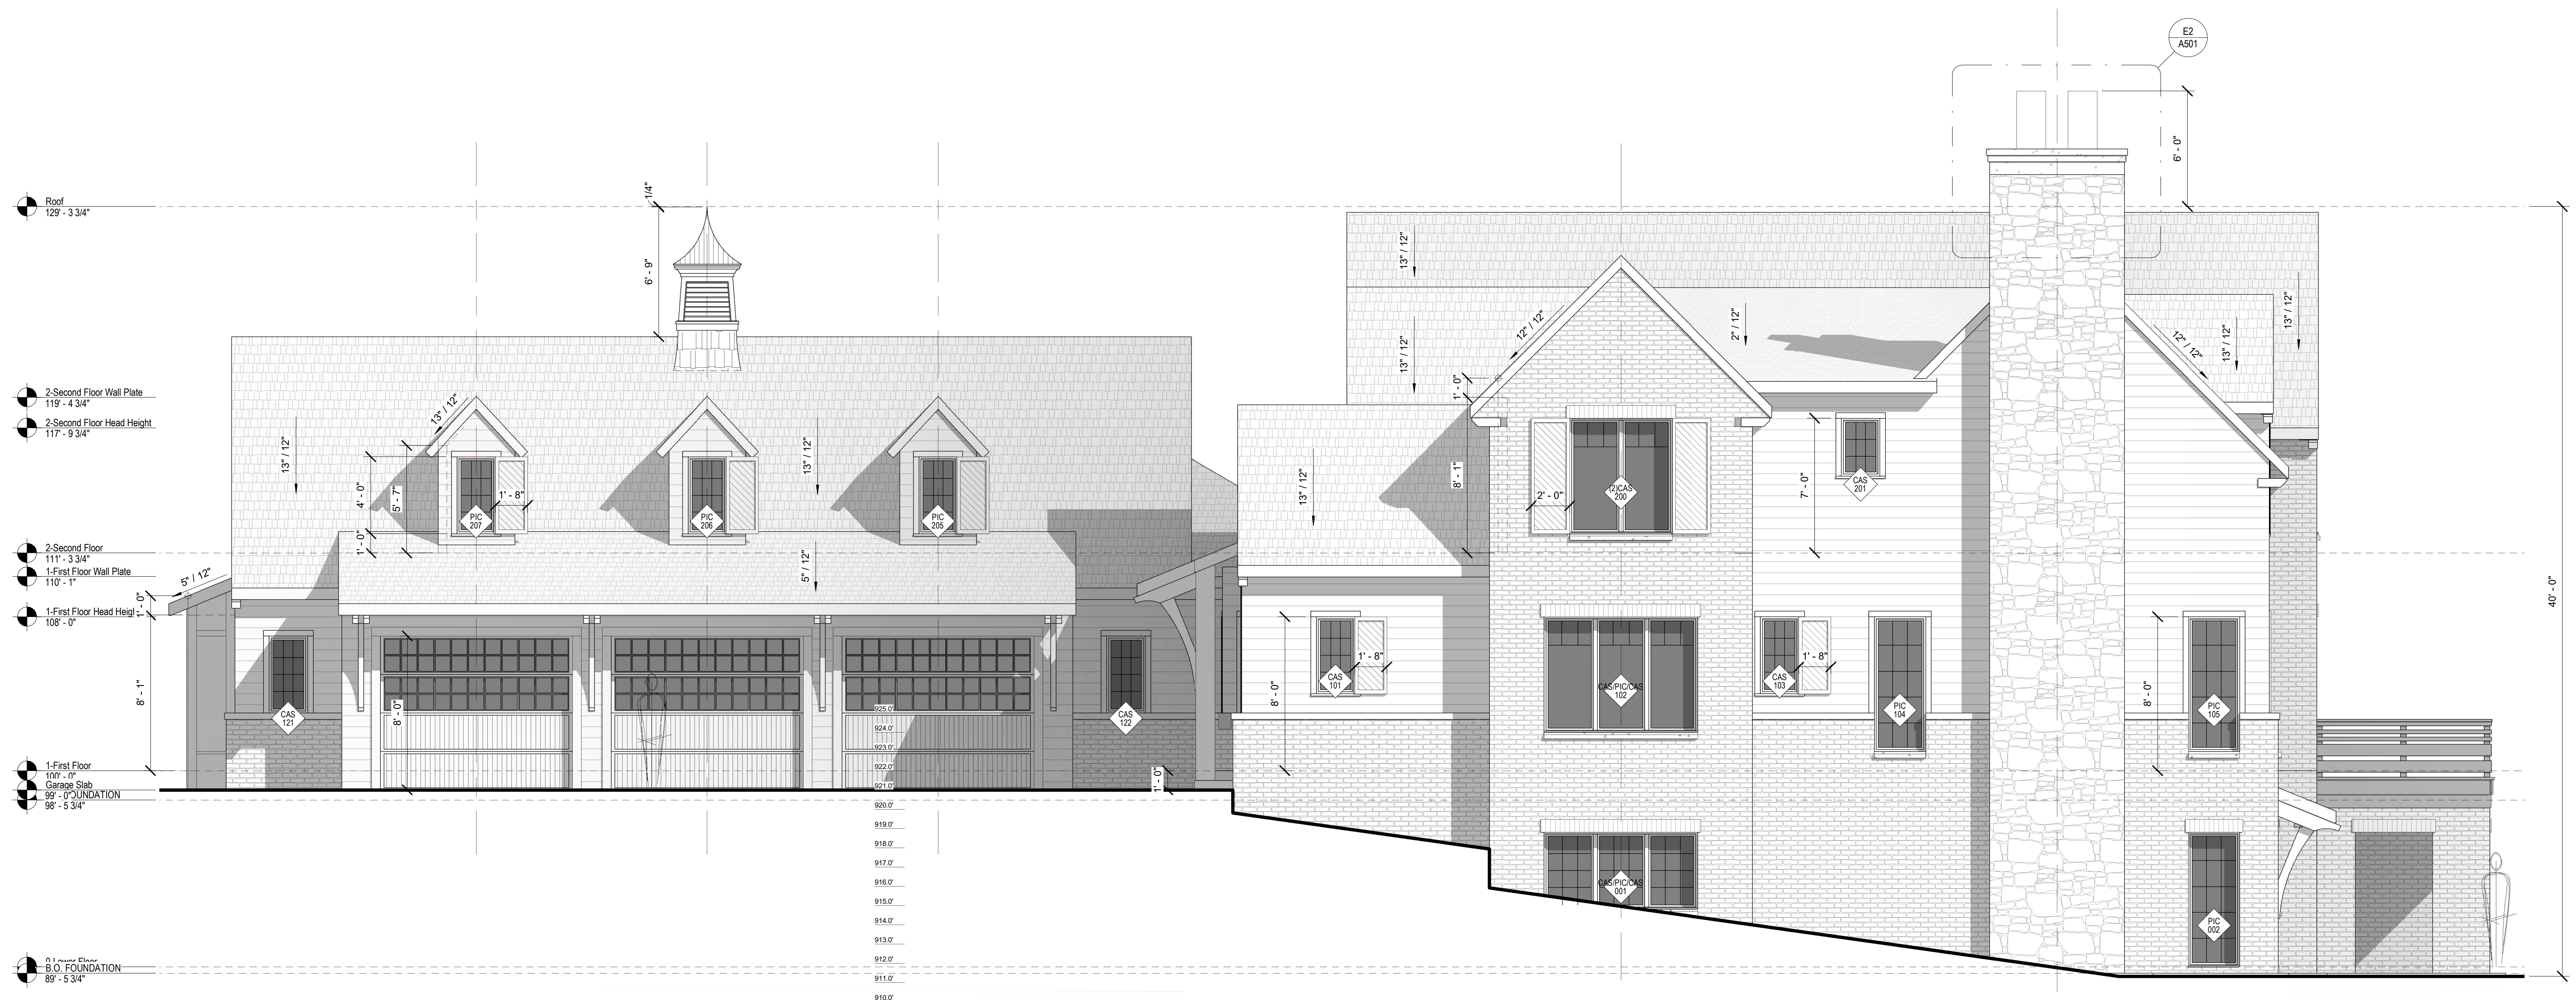 E2
A501
6' - 0"
Roof
129' - 3 3/4"
1/4"
6' - 9"
13" / 12"
13" / 12"
12" / 12"
2" / 12"
12" / 12"
13" / 12"
13" / 12"
2-Second Floor Wall Plate
119' - 4 3/4"
2-Second Floor Head Height
117' - 9 3/4"
13" / 12"
13" / 12"
13" / 12"
13" / 12"
1' - 0"
8' - 1"
4' - 0"
5' - 7"
1' - 0"
1' - 8"
PIC
207
PIC
206
PIC
205
2' - 0"
(2)CAS
200
7' - 0"
CAS
201
2-Second Floor
111' - 3 3/4"
1-First Floor Wall Plate
110' - 1"
5" / 12"
5" / 12"
1' - 0"
1-First Floor Head Heig
108' - 0"
40' - 0"
8' - 1"
8' - 0"
CAS
121
CAS
122
8' - 0"
CAS
101
1' - 8"
CAS/PIC/CAS
102
CAS
103
1' - 8"
PIC
104
8' - 0"
PIC
105
1-First Floor
100' - 0"
Garage Slab
99' - 0"
OUNDATION
98' - 5 3/4"
1' - 0"
925.0'
924.0'
923.0'
922.0'
921.0'
920.0'
919.0'
918.0'
917.0'
916.0'
915.0'
914.0'
913.0'
912.0'
911.0'
910.0'
CAS/PIC/CAS
001
PIC
002
0-Lower Floor
B.O. FOUNDATION
89' - 5 3/4"